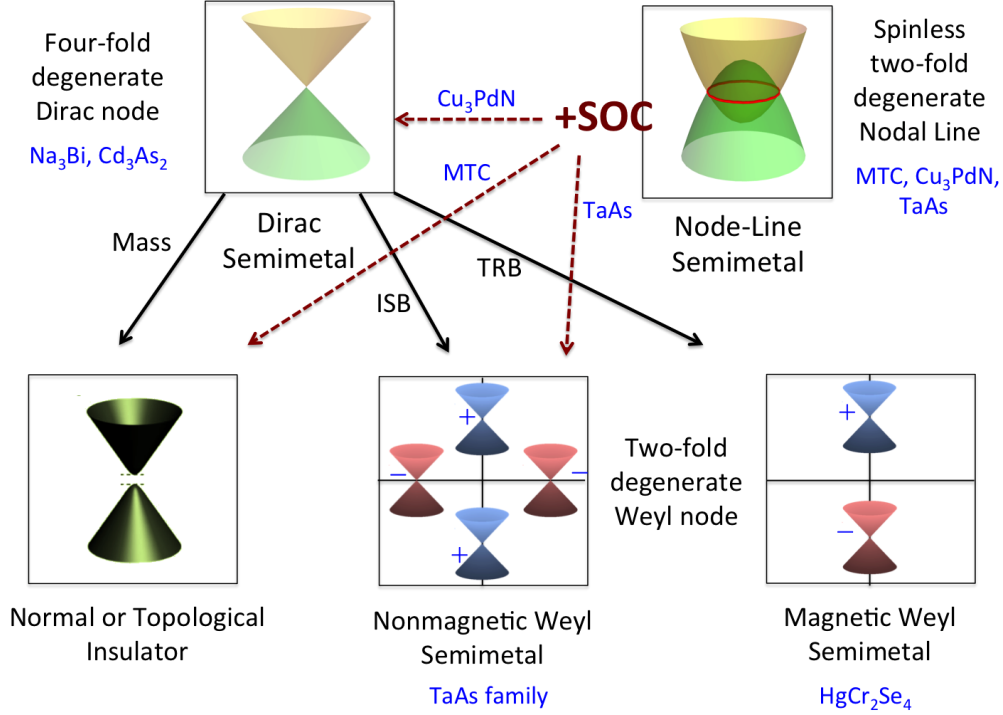 Four-fold
degenerate
Dirac node
Na₃Bi, Cd₃As₂
Cu₃PdN
+SOC
Spinless
two-fold
degenerate
Nodal Line
MTC, Cu₃PdN,
TaAs
MTC
TaAs
Dirac
Semimetal
Node-Line
Semimetal
Mass
ISB
TRB
+
−
−
+
Two-fold
degenerate
Weyl node
+
−
Normal or Topological
Insulator
Nonmagnetic Weyl
Semimetal
TaAs family
Magnetic Weyl
Semimetal
HgCr₂Se₄